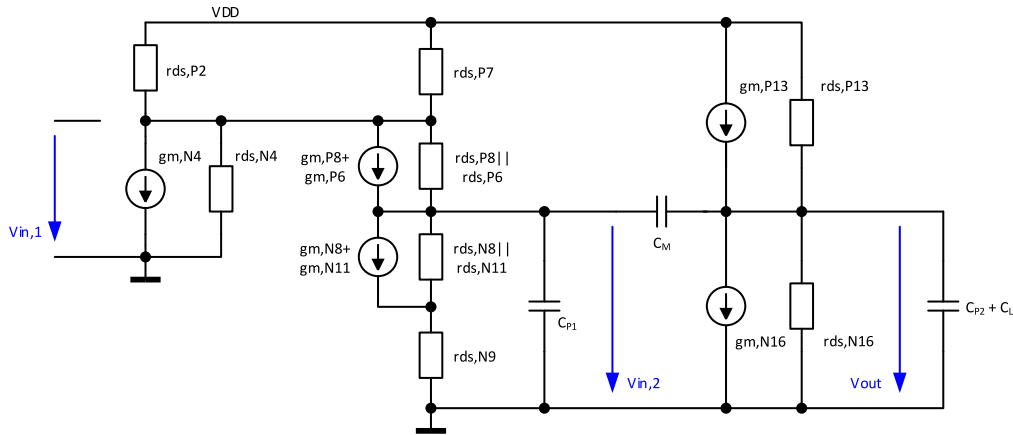 VDD
rds,P2
rds,P7
gm,P13
rds,P13
gm,N4
rds,N4
gm,P8+
gm,P6
rds,P8||
rds,P6
Vin,1
gm,N8+
gm,N11
rds,N8||
rds,N11
CM
CP1
gm,N16
rds,N16
CP2 + CL
rds,N9
Vin,2
Vout